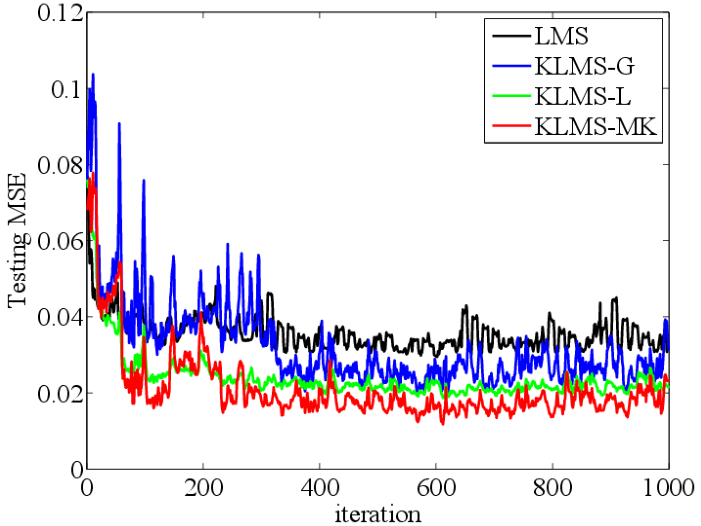 0.12
0.1
0.08
0.06
0.04
0.02
0
Testing MSE
LMS
KLMS-G
KLMS-L
KLMS-MK
0 200 400 600 800 1000
iteration